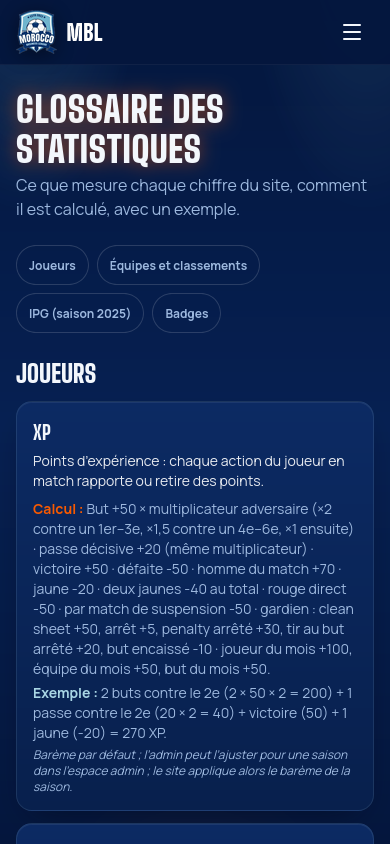 MOROCCO
MBL
GLOSSAIRE DES
STATISTIQUES
Ce que mesure chaque chiffre du site, comment
il est calculé, avec un exemple.
Joueurs
Équipes et classements
IPG (saison 2025)
Badges
JOUEURS
XP
Points d'expérience : chaque action du joueur en
match rapporte ou retire des points.
Calcul : But +50 × multiplicateur adversaire (×2
contre un 1er–3e, ×1,5 contre un 4e–6e, ×1 ensuite)
· passe décisive +20 (même multiplicateur) ·
victoire +50 · défaite -50 · homme du match +70 ·
jaune -20 · deux jaunes -40 au total · rouge direct
-50 · par match de suspension -50 · gardien : clean
sheet +50, arrêt +5, penalty arrêté +30, tir au but
arrêté +20, but encaissé -10 · joueur du mois +100,
équipe du mois +50, but du mois +50.
Exemple : 2 buts contre le 2e (2 × 50 × 2 = 200) + 1
passe contre le 2e (20 × 2 = 40) + victoire (50) + 1
jaune (-20) = 270 XP.
Barème par défaut ; l'admin peut l'ajuster pour une saison
dans l'espace admin ; le site applique alors le barème de la
saison.